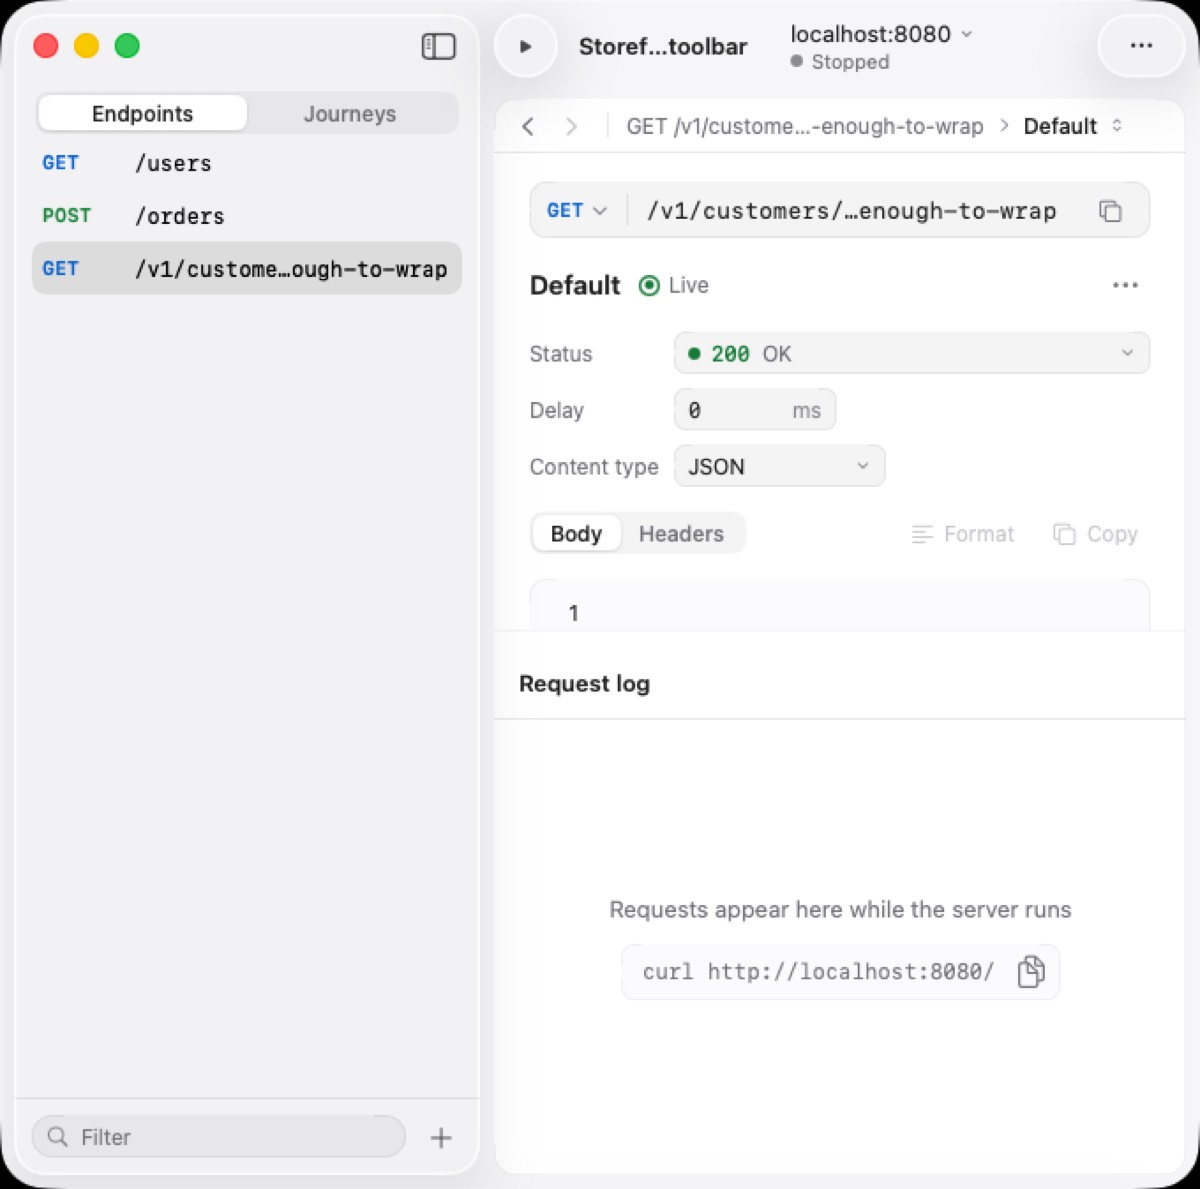 Storef...toolbar
localhost:8080
Stopped
Endpoints Journeys
GET /users
POST /orders
GET /v1/custome…ough-to-wrap
Filter
GET /v1/custome...-enough-to-wrap > Default
GET /v1/customers/…enough-to-wrap
Default Live
Status 200 OK
Delay 0 ms
Content type JSON
Body Headers Format Copy
1
Request log
Requests appear here while the server runs
curl http://localhost:8080/